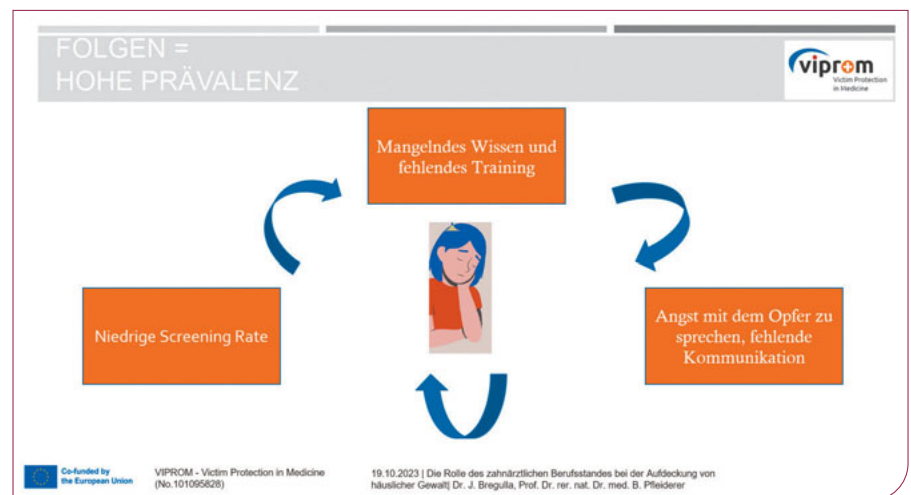 FOLGEN =
HOHE PRÄVALENZ
viprom
Victim Protection
in Medicine
Mangelndes Wissen und
fehlendes Training
Niedrige Screening Rate
Angst mit dem Opfer zu
sprechen, fehlende
Kommunikation
Co-funded by
the European Union
VIPROM - Victim Protection in Medicine
(No.101095828)
19.10.2023 | Die Rolle des zahnärztlichen Berufsstandes bei der Aufdeckung von
häuslicher Gewalt| Dr. J. Bregulla, Prof. Dr. rer. nat. Dr. med. B. Pfleiderer